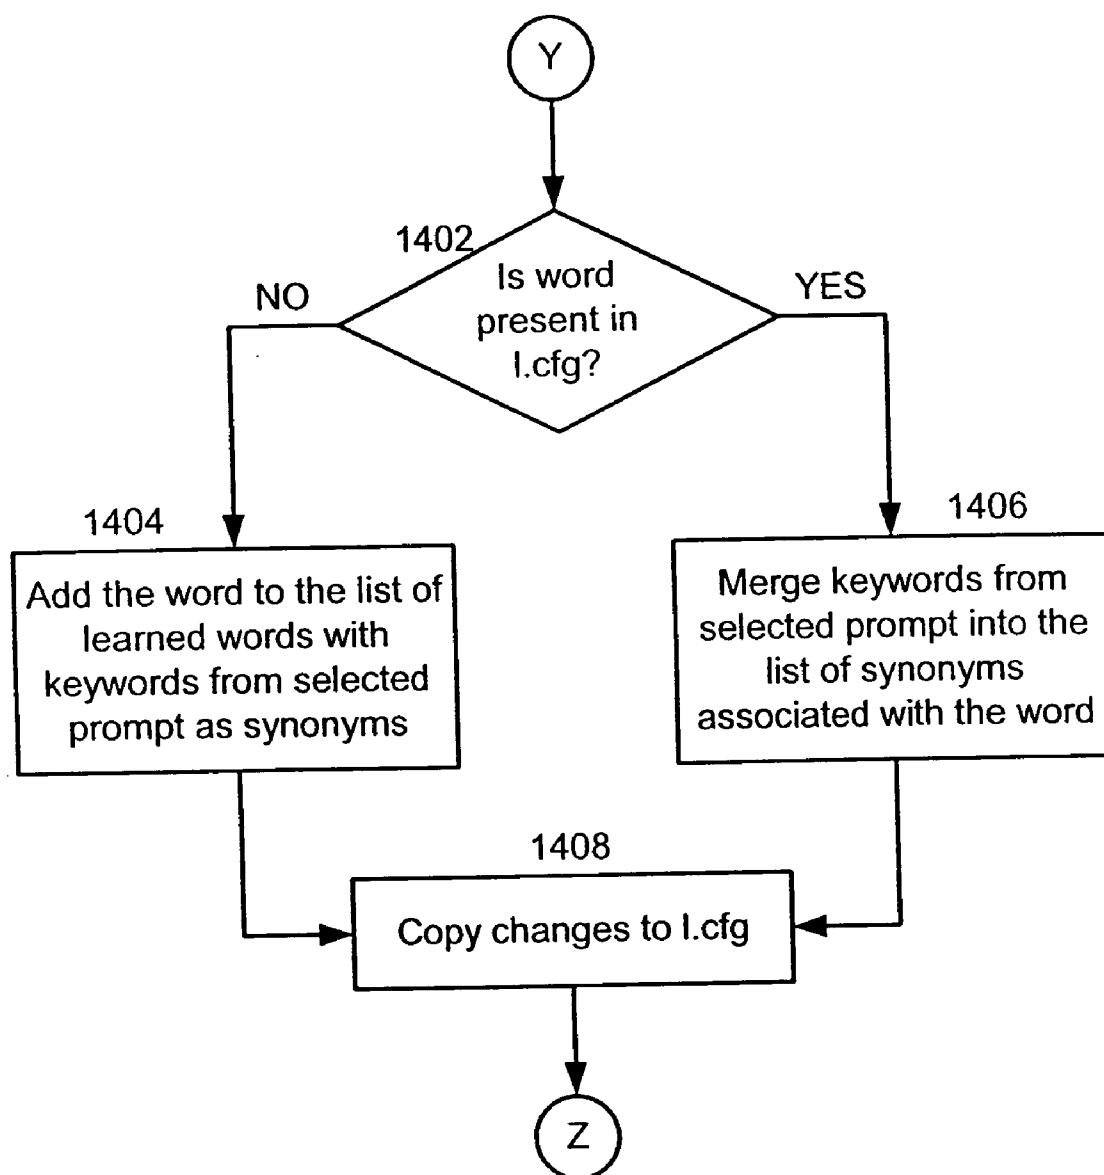 Y
1402
Is word
present in
l.cfg?
NO
YES
1404
Add the word to the list of
learned words with
keywords from selected
prompt as synonyms
1406
Merge keywords from
selected prompt into the
list of synonyms
associated with the word
1408
Copy changes to l.cfg
Z